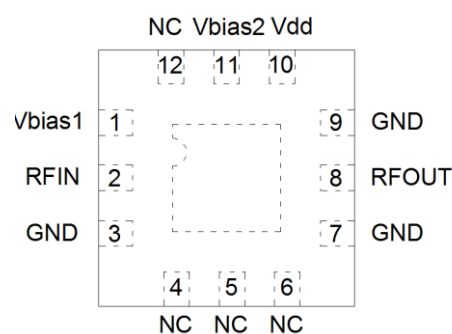 NC Vbias2 Vdd
12 11 10
Vbias1 1 9 GND
RFIN 2 8 RFOUT
GND 3 7 GND
4 5 6
NC NC NC